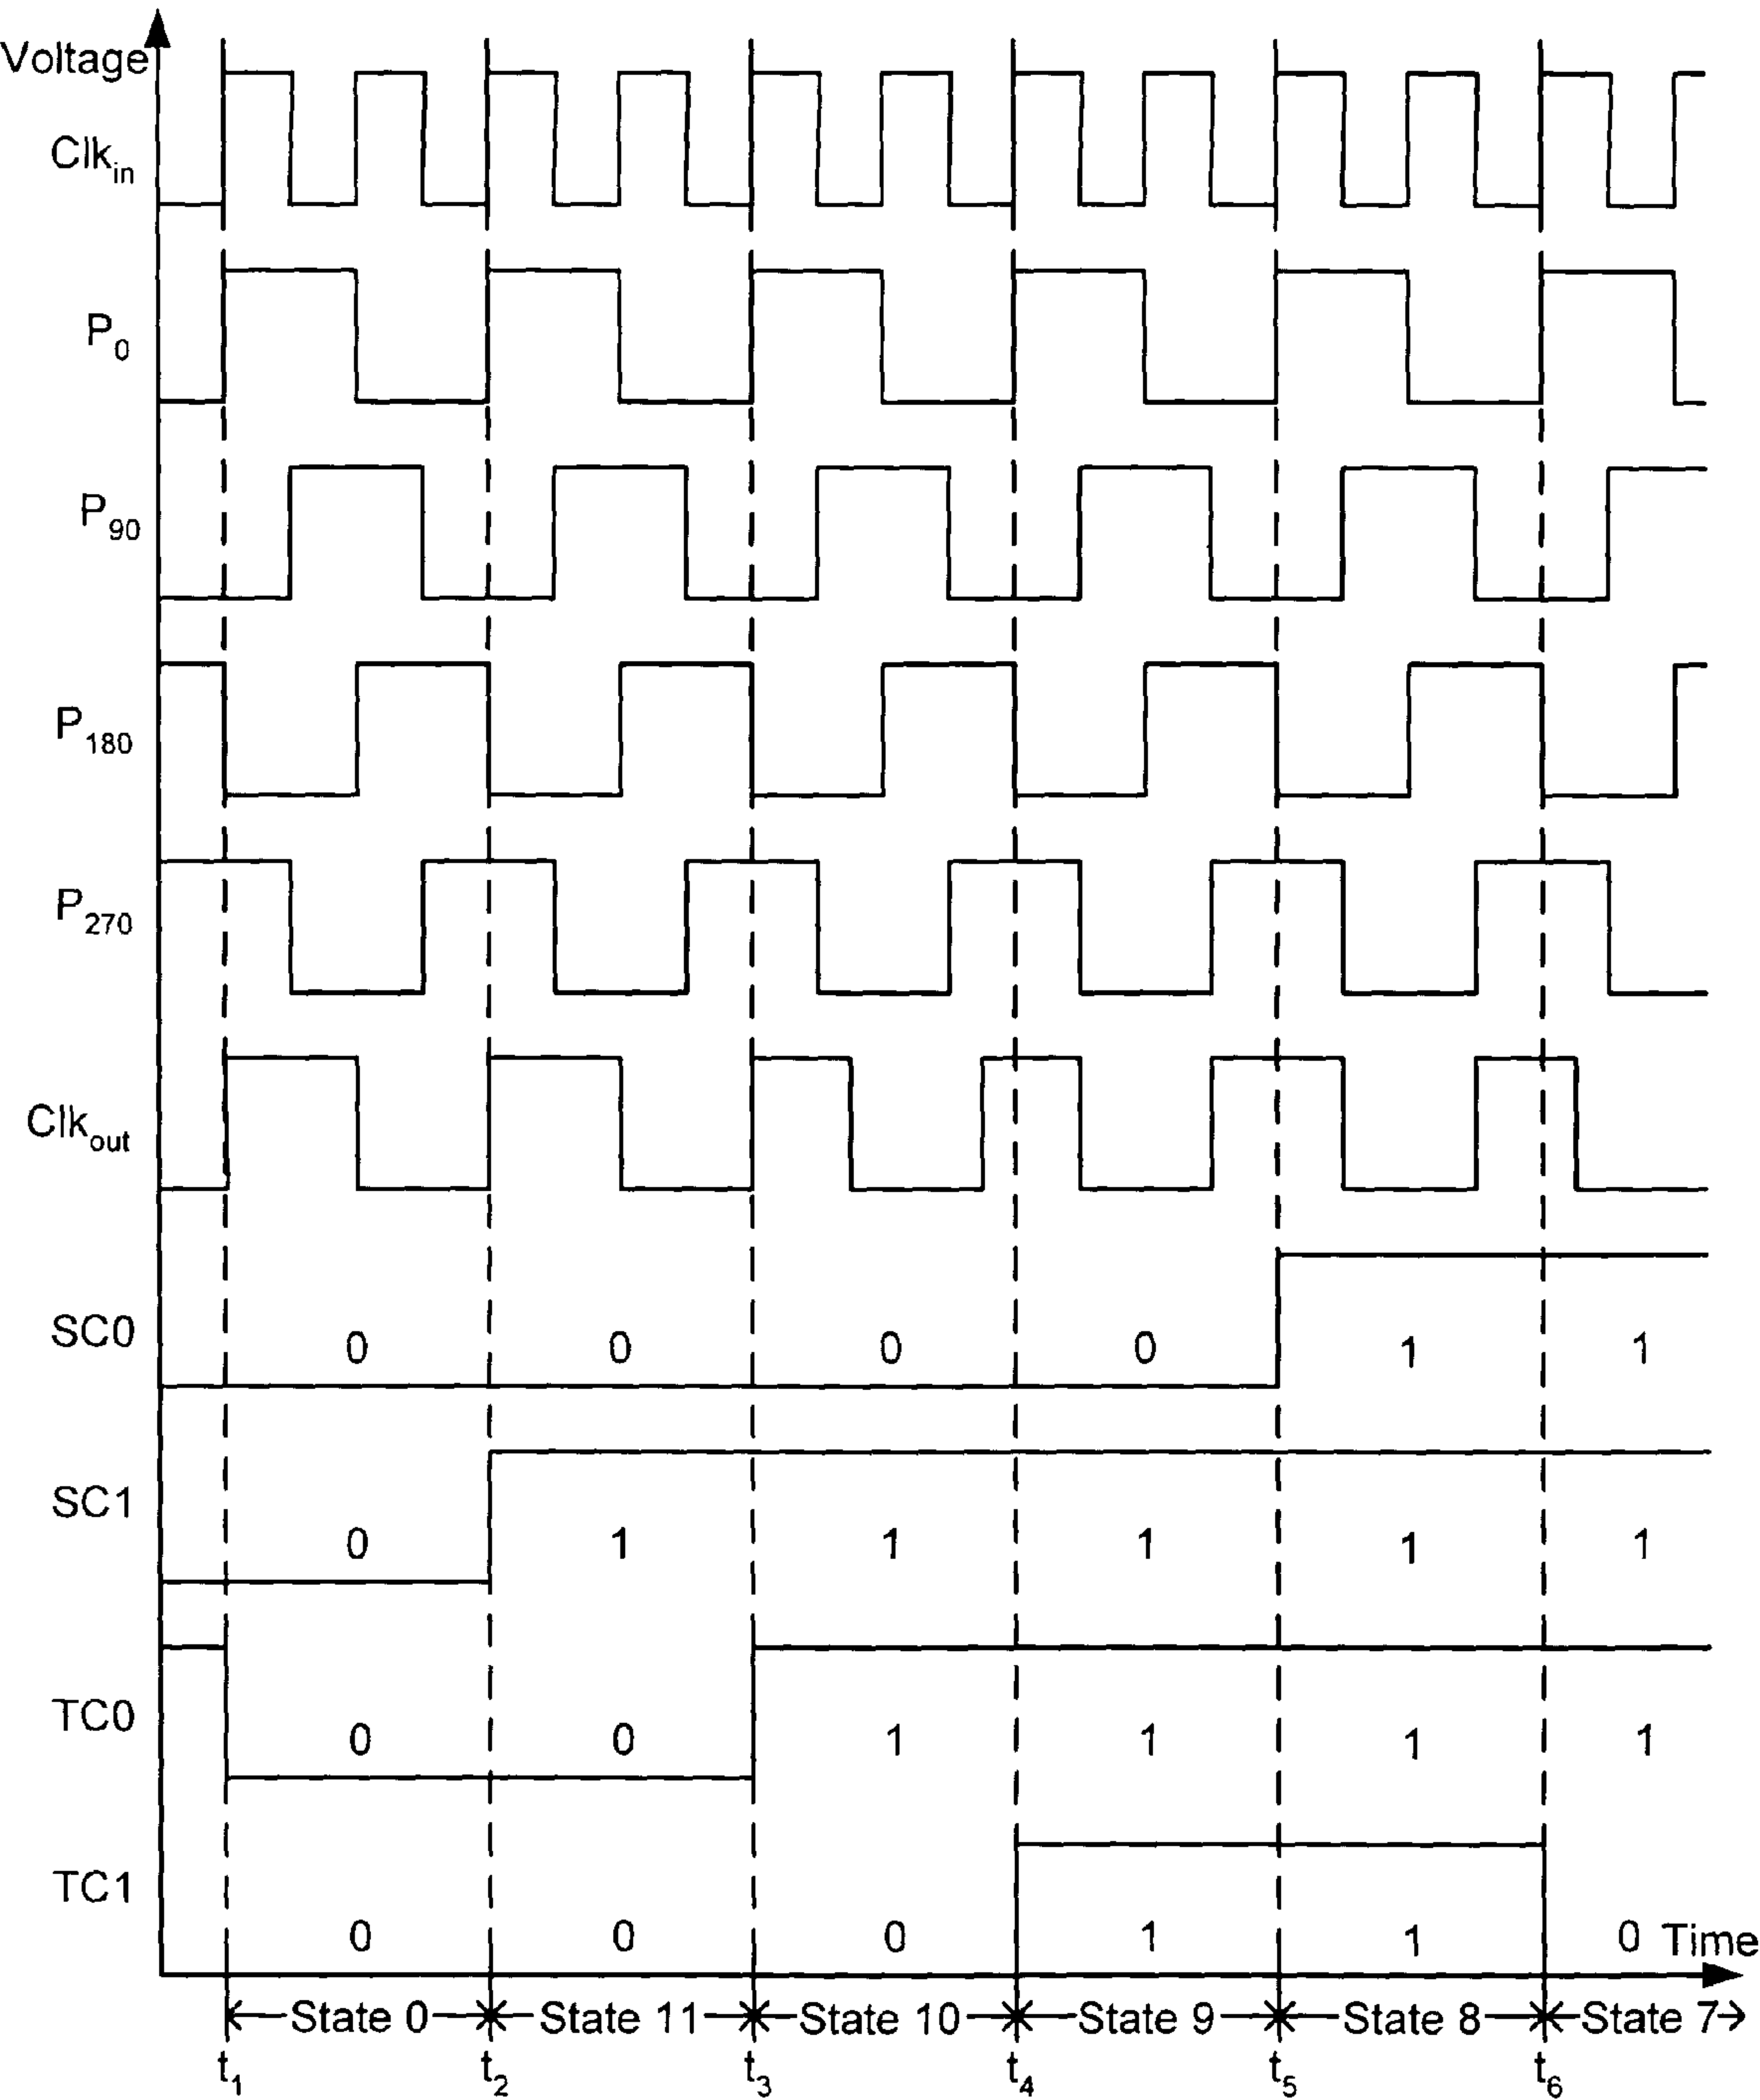 Voltage
Clk_in
P_0
P_90
P_180
P_270
Clk_out
SC0 0 0 0 0 1 1
SC1 0 1 1 1 1 1
TC0 0 0 1 1 1 1
TC1 0 0 0 1 1 0 Time
State 0 State 11 State 10 State 9 State 8 State 7
t_1 t_2 t_3 t_4 t_5 t_6